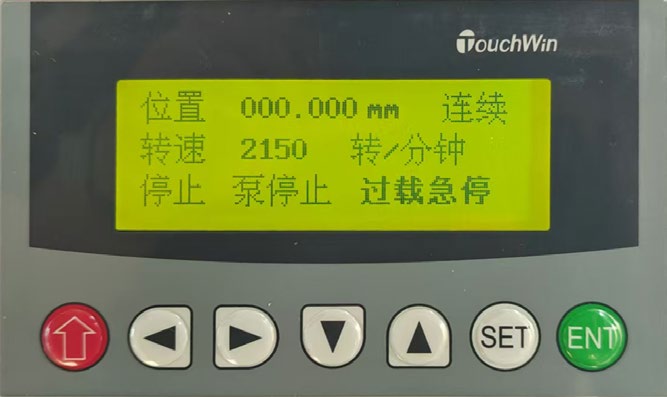 TouchWin
位置 000.000 mm 连续
转速 2150 转/分钟
停止 泵停止 过载急停
SET ENT